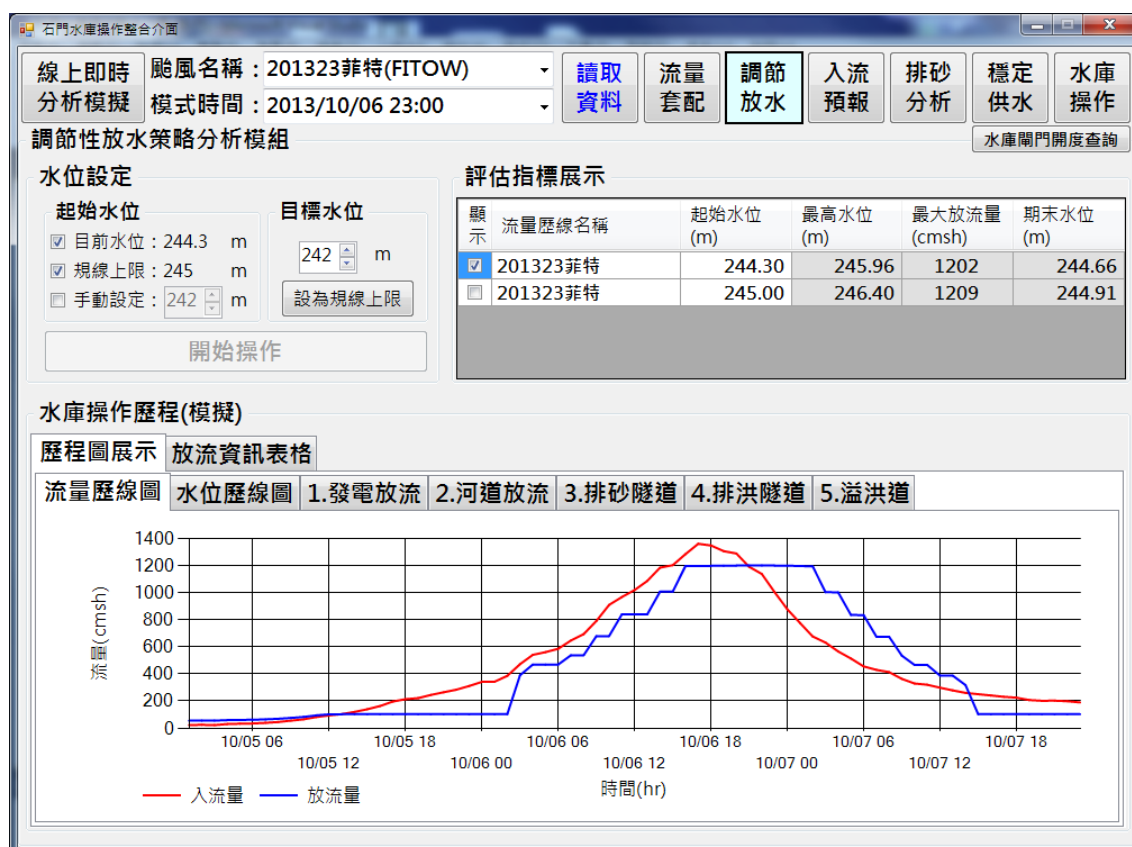 石門水庫操作整合介面
線上即時
分析模擬
颱風名稱：201323菲特(FITOW)
模式時間：2013/10/06 23:00
讀取
資料
流量
套配
調節
放水
入流
預報
排砂
分析
穩定
供水
水庫
操作
調節性放水策略分析模組
水庫閘門開度查詢
水位設定
起始水位
目前水位：244.3 m
規線上限：245 m
手動設定：242 m
目標水位
242 m
設為規線上限
開始操作
評估指標展示
顯示 流量歷線名稱 起始水位(m) 最高水位(m) 最大放流量(cmsh) 期末水位(m)
201323菲特 244.30 245.96 1202 244.66
201323菲特 245.00 246.40 1209 244.91
水庫操作歷程(模擬)
歷程圖展示 放流資訊表格
流量歷線圖 水位歷線圖 1.發電放流 2.河道放流 3.排砂隧道 4.排洪隧道 5.溢洪道
流量(cmsh)
1400
1200
1000
800
600
400
200
0
10/05 06 10/05 18 10/06 06 10/06 18 10/07 06 10/07 18
10/05 12 10/06 00 10/06 12 10/07 00 10/07 12
時間(hr)
入流量 放流量